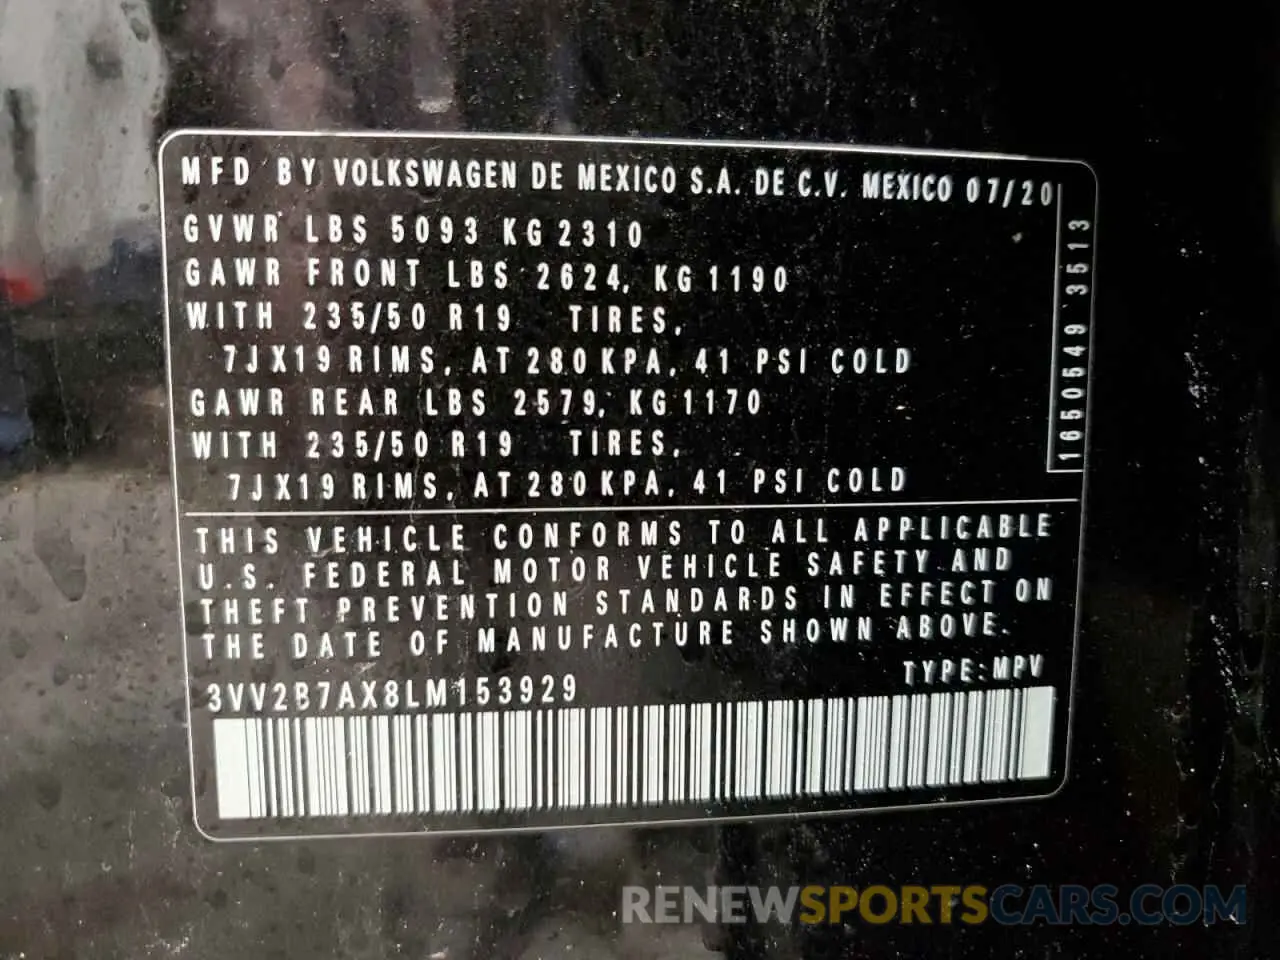 MFD BY VOLKSWAGEN DE MEXICO S.A. DE C.V. MEXICO 07/20
GVWR LBS 5093 KG 2310
GAWR FRONT LBS 2624, KG 1190
WITH 235/50 R19 TIRES,
7JX19 RIMS, AT 280 KPA, 41 PSI COLD
GAWR REAR LBS 2579, KG 1170
WITH 235/50 R19 TIRES,
7JX19 RIMS, AT 280 KPA, 41 PSI COLD
1650549 3513
THIS VEHICLE CONFORMS TO ALL APPLICABLE
U.S. FEDERAL MOTOR VEHICLE SAFETY AND
THEFT PREVENTION STANDARDS IN EFFECT ON
THE DATE OF MANUFACTURE SHOWN ABOVE.
TYPE: MPV
3VV2B7AX8LM153929
RENEWSPORTSCARS.COM